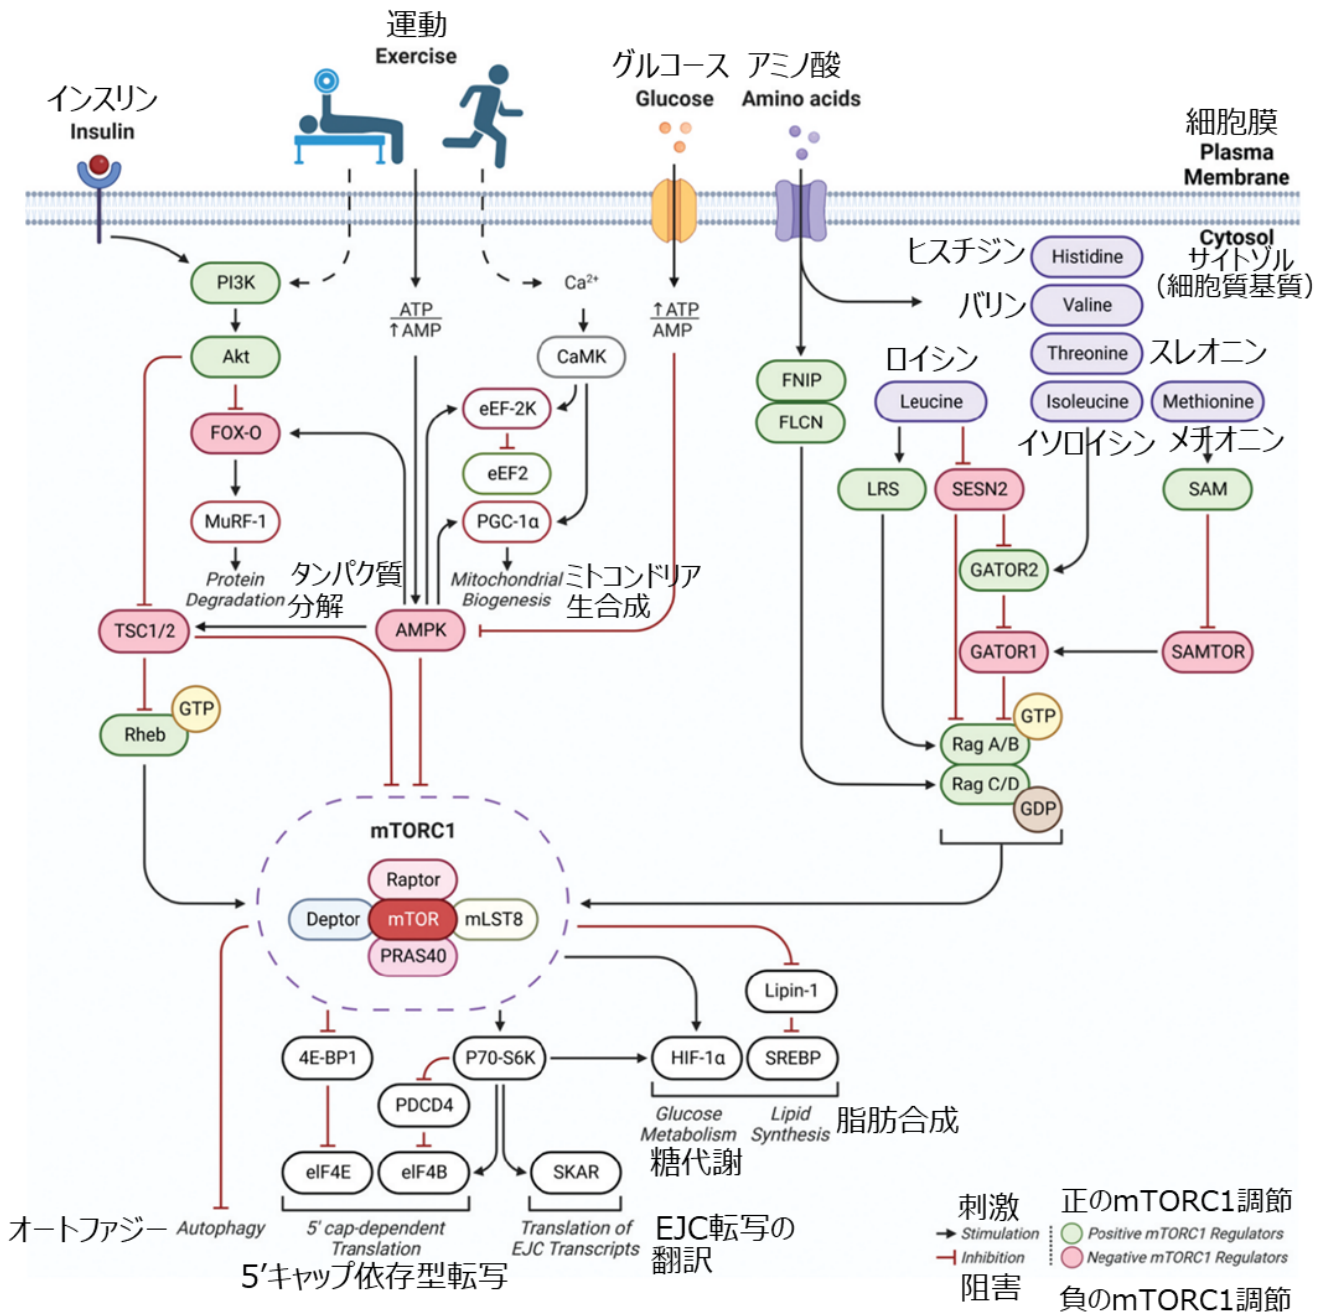 運動
Exercise
グルコース
Glucose
アミノ酸
Amino acids
インスリン
Insulin
細胞膜
Plasma
Membrane
Cytosol
サイトゾル
(細胞質基質)
ヒスチジン
Histidine
バリン
Valine
Threonine
スレオニン
ロイシン
Leucine
Isoleucine
イソロイシン
Methionine
メチオニン
PI3K
Ca²⁺
ATP
↑AMP
↑ATP
AMP
Akt
CaMK
FNIP
FLCN
FOX-O
eEF-2K
eEF2
LRS
SESN2
SAM
MuRF-1
PGC-1α
Protein
Degradation
タンパク質
分解
Mitochondrial
Biogenesis
ミトコンドリア
生合成
GATOR2
TSC1/2
AMPK
GATOR1
SAMTOR
GTP
Rheb
GTP
Rag A/B
Rag C/D
GDP
mTORC1
Raptor
Deptor
mTOR
mLST8
PRAS40
Lipin-1
4E-BP1
P70-S6K
HIF-1α
SREBP
PDCD4
Glucose
Metabolism
糖代謝
Lipid
Synthesis
脂肪合成
eIF4E
eIF4B
SKAR
オートファジー
Autophagy
5' cap-dependent
Translation
5’キャップ依存型転写
Translation of
EJC Transcripts
EJC転写の
翻訳
刺激
Stimulation
Inhibition
阻害
正のmTORC1調節
Positive mTORC1 Regulators
Negative mTORC1 Regulators
負のmTORC1調節